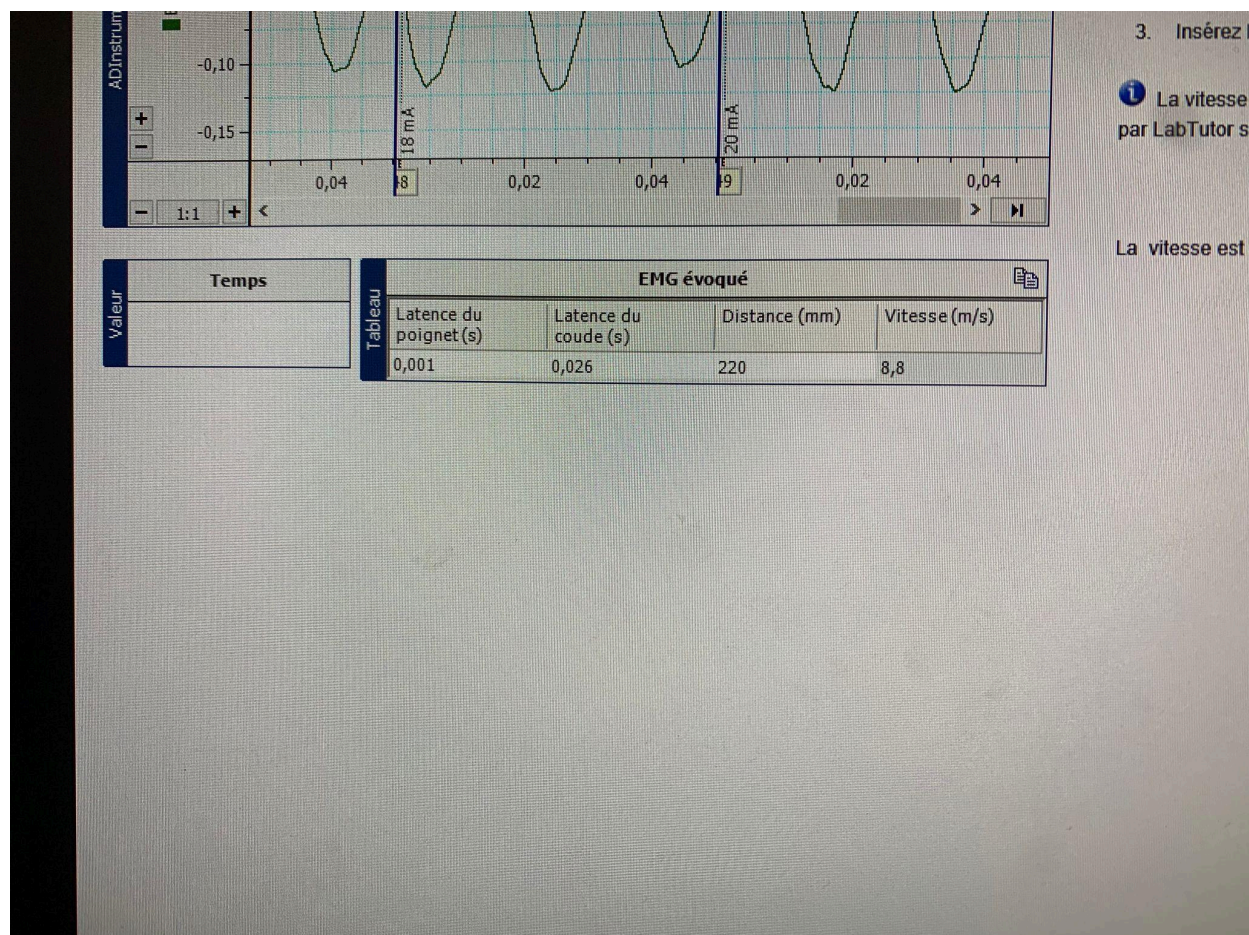 ADInstrum
-0,10
-0,15
18 mA
20 mA
0,04
0,02
0,04
0,02
0,04
1:1
3. Insérez
La vitesse
par LabTutor s
La vitesse est
Valeur
Temps
Tableau
EMG évoqué
Latence du poignet (s)
Latence du coude (s)
Distance (mm)
Vitesse (m/s)
0,001
0,026
220
8,8